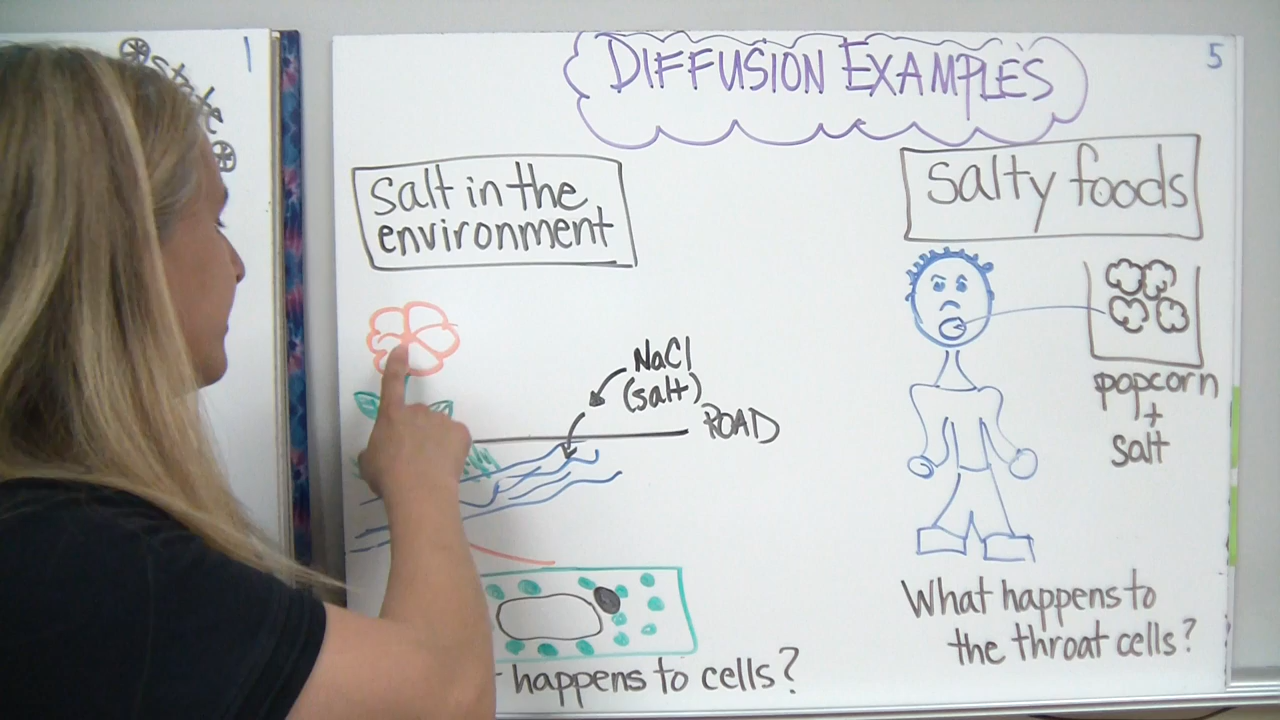 1
DIFFUSION EXAMPLES
5
Salt in the
environment
Salty foods
NaCl
(salt)
ROAD
popcorn
+
salt
happens to cells?
What happens to
the throat cells?